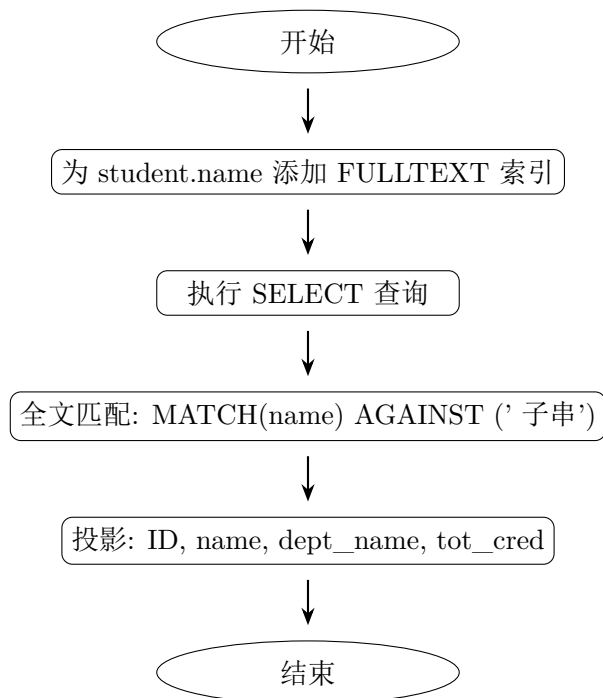 开始
为 student.name 添加 FULLTEXT 索引
执行 SELECT 查询
全文匹配: MATCH(name) AGAINST (’ 子串’)
投影: ID, name, dept_name, tot_cred
结束